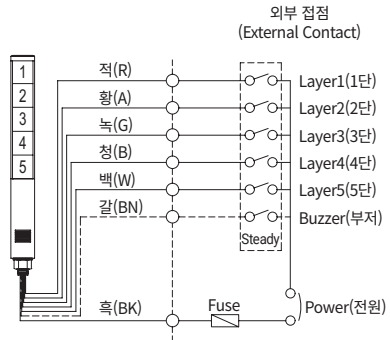 외부 접점
(External Contact)
1
2
3
4
5
적(R)
Layer1(1단)
황(A)
Layer2(2단)
녹(G)
Layer3(3단)
청(B)
Layer4(4단)
백(W)
Layer5(5단)
갈(BN)
Buzzer(부저)
Steady
흑(BK)
Fuse
Power(전원)